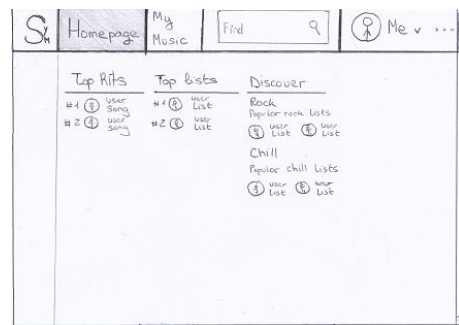 SM
Homepage
My
Music
Find
Me
Top Hits
#1 User
Song
#2 User
Song
Top Lists
#1 User
List
#2 User
List
Discover
Rock
Popular rock Lists
User
List
User
List
Chill
Popular chill Lists
User
List
User
List